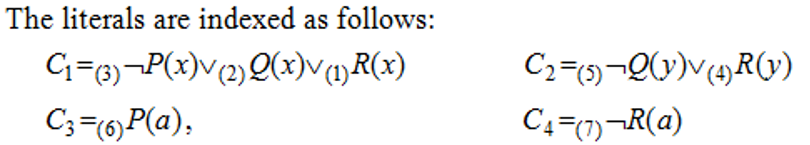 The literals are indexed as follows:
C₁=₍₃₎¬P(x)∨₍₂₎Q(x)∨₍₁₎R(x) C₂=₍₅₎¬Q(y)∨₍₄₎R(y)
C₃=₍₆₎P(a), C₄=₍₇₎¬R(a)